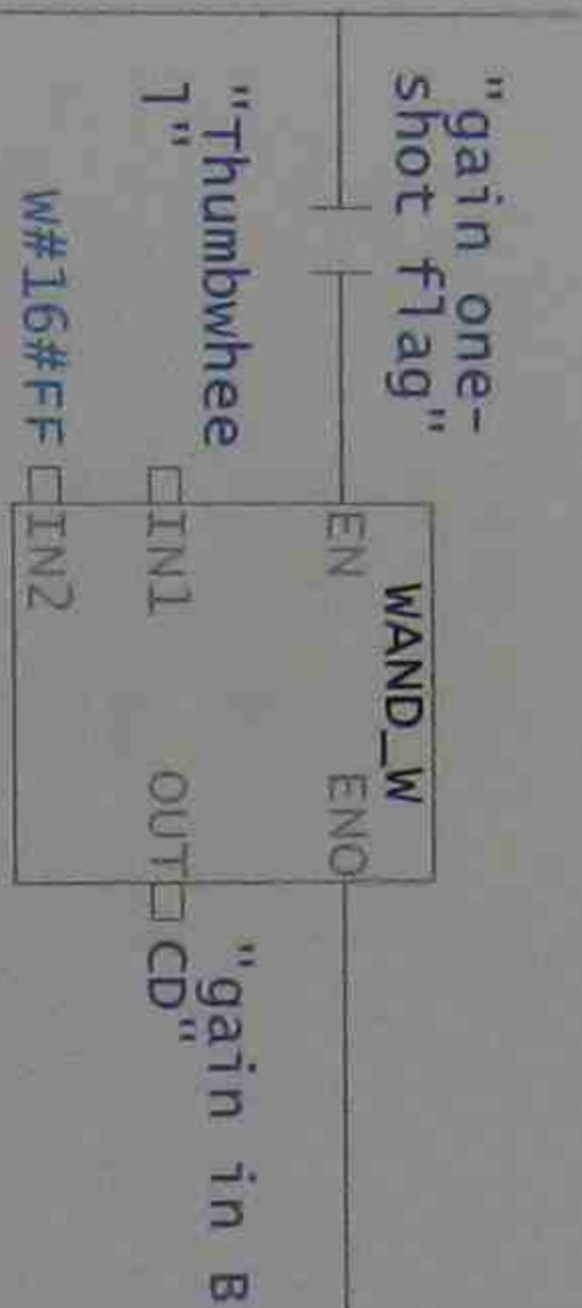 "gain one-
shot flag"
WAND_W
EN
ENO
"Thumbwhee
l"
IN1
OUT
"gain in B
CD"
W#16#FF
IN2